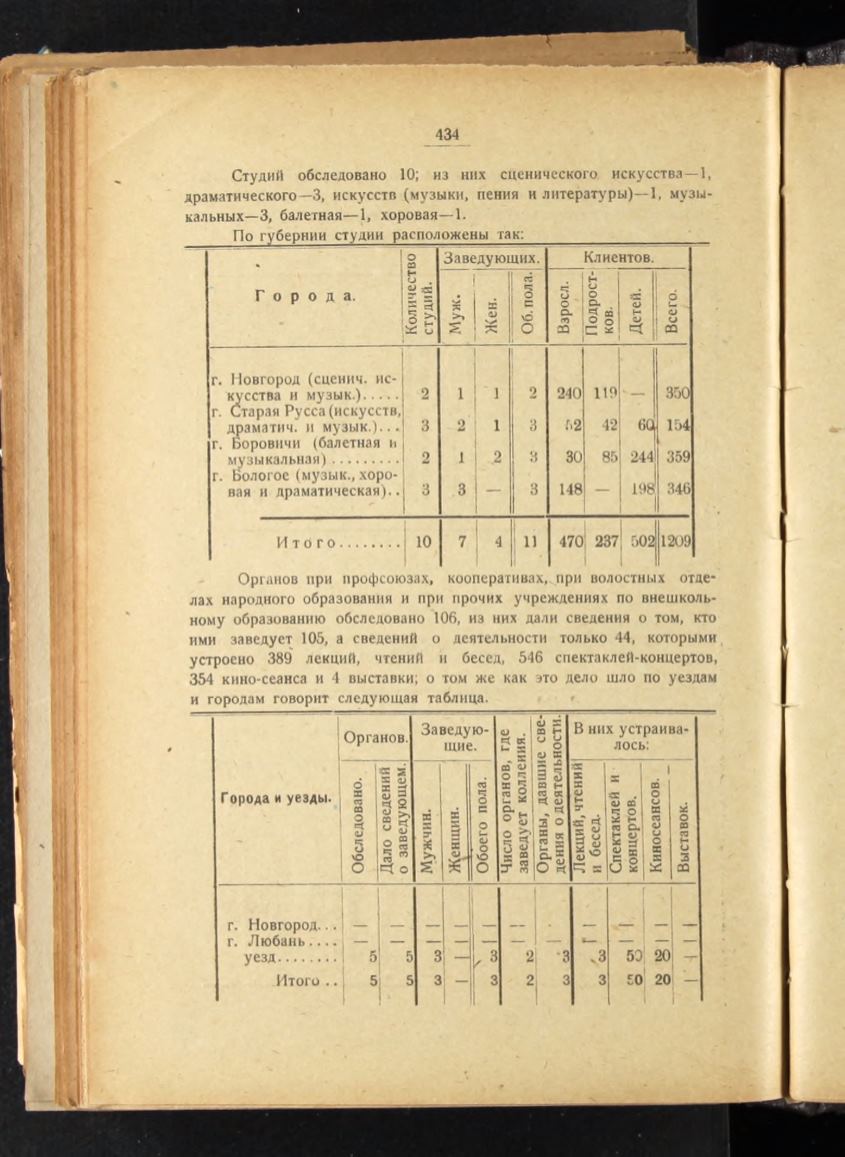 434
Студий обследовано 10; из них сценического искусства—1,
драматического—3, искусств (музыки, пения и литературы)—1, музы-
кальных—3, балетная—1, хоровая—1.
По губернии студии расположены так:
Города. Количество студий. Заведующих. Клиентов.
Муж. Жен. Об. пола. Взросл. Подрост-ков. Детей. Всего.
г. Новгород (сценич. ис-
кусства и музык.)..... 2 1 1 2 240 119 — 350
г. Старая Русса (искусств,
драматич. и музык.)... 3 2 1 3 52 42 60 154
г. Боровичи (балетная и
музыкальная)......... 2 1 2 3 30 85 244 359
г. Бологое (музык., хоро-
вая и драматическая).. 3 3 — 3 148 — 198 346
Итого........ 10 7 4 11 470 237 502 1209
Органов при профсоюзах, кооперативах, при волостных отде-
лах народного образования и при прочих учреждениях по внешколь-
ному образованию обследовано 106, из них дали сведения о том, кто
ими заведует 105, а сведений о деятельности только 44, которыми
устроено 389 лекций, чтений и бесед, 546 спектаклей-концертов,
354 кино-сеанса и 4 выставки; о том же как это дело шло по уездам
и городам говорит следующая таблица.
Города и уезды. Органов. Заведую-щие. Число органов, где заведует коллегия. Органы, давшие све-дения о деятельности. В них устраива-лось:
Обследовано. Дало сведений о заведующем. Мужчин. Женщин. Обоего пола. Лекций, чтений и бесед. Спектаклей и концертов. Киносеансов. Выставок.
г. Новгород... — — — — — — — — — —
г. Любань.... — — — — — — — — — — —
уезд........ 5 5 3 — 3 2 3 3 50 20 —
Итого .. 5 5 3 — 3 2 3 3 50 20 —